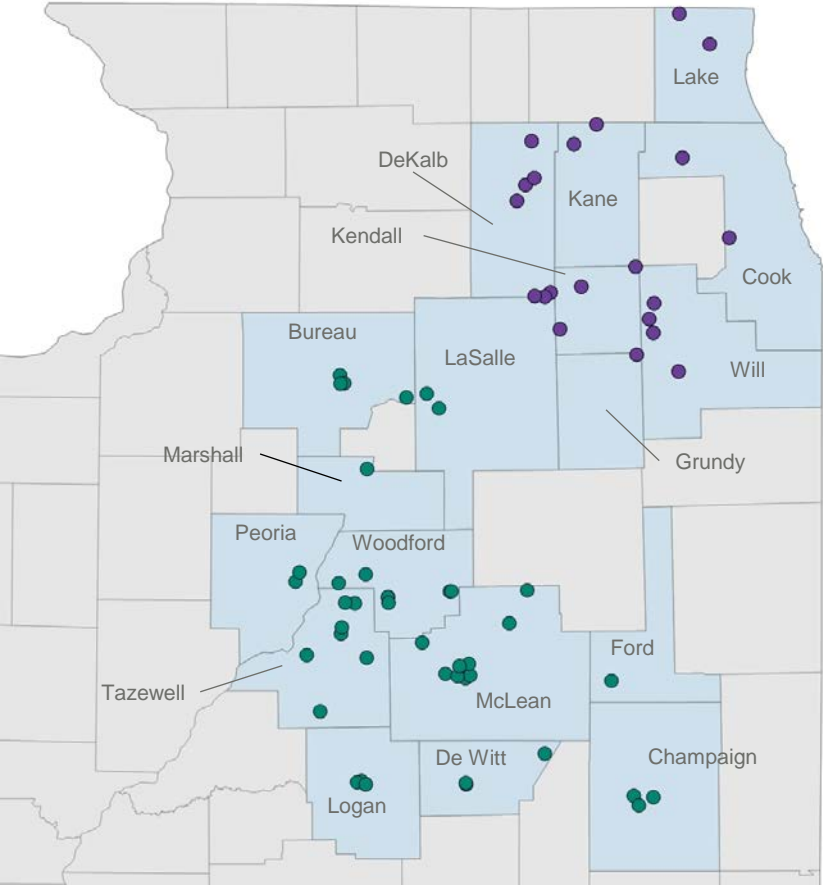 Lake
DeKalb
Kane
Kendall
Cook
Bureau
LaSalle
Will
Marshall
Grundy
Peoria
Woodford
Ford
Tazewell
McLean
De Witt
Champaign
Logan